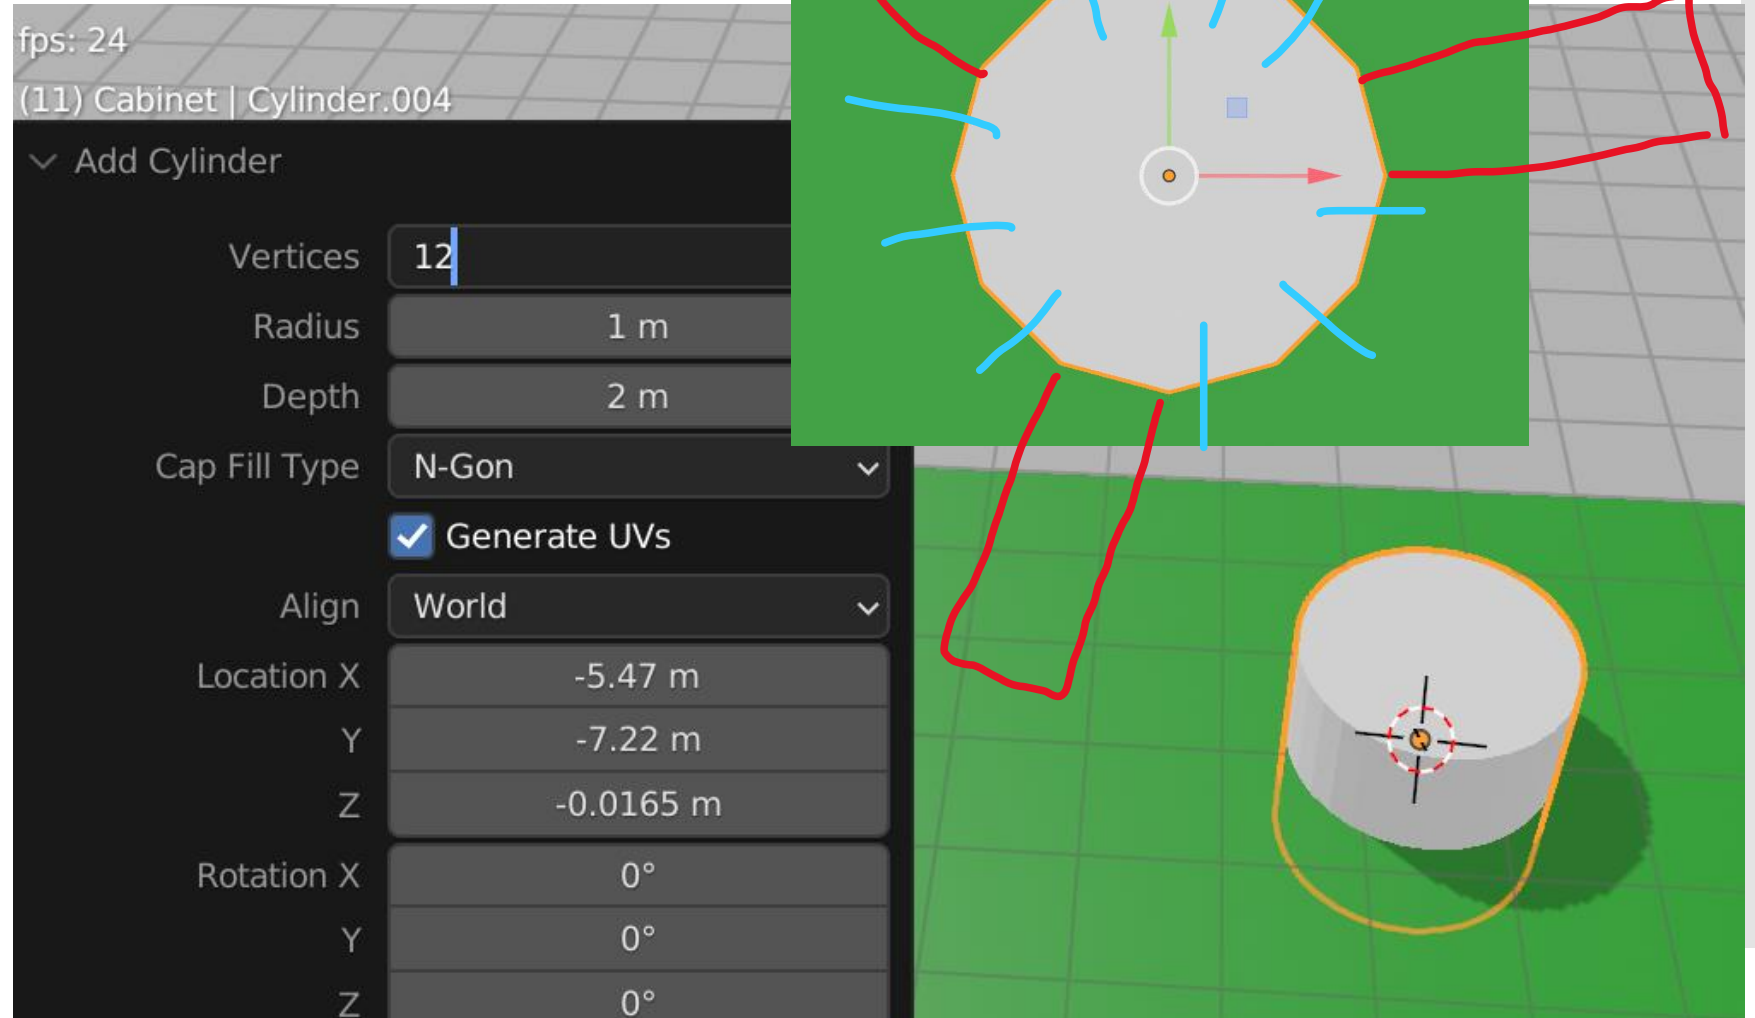 fps: 24
(11) Cabinet | Cylinder.004
Add Cylinder
Vertices 12
Radius 1 m
Depth 2 m
Cap Fill Type N-Gon
Generate UVs
Align World
Location X -5.47 m
Y -7.22 m
Z -0.0165 m
Rotation X 0°
Y 0°
Z 0°